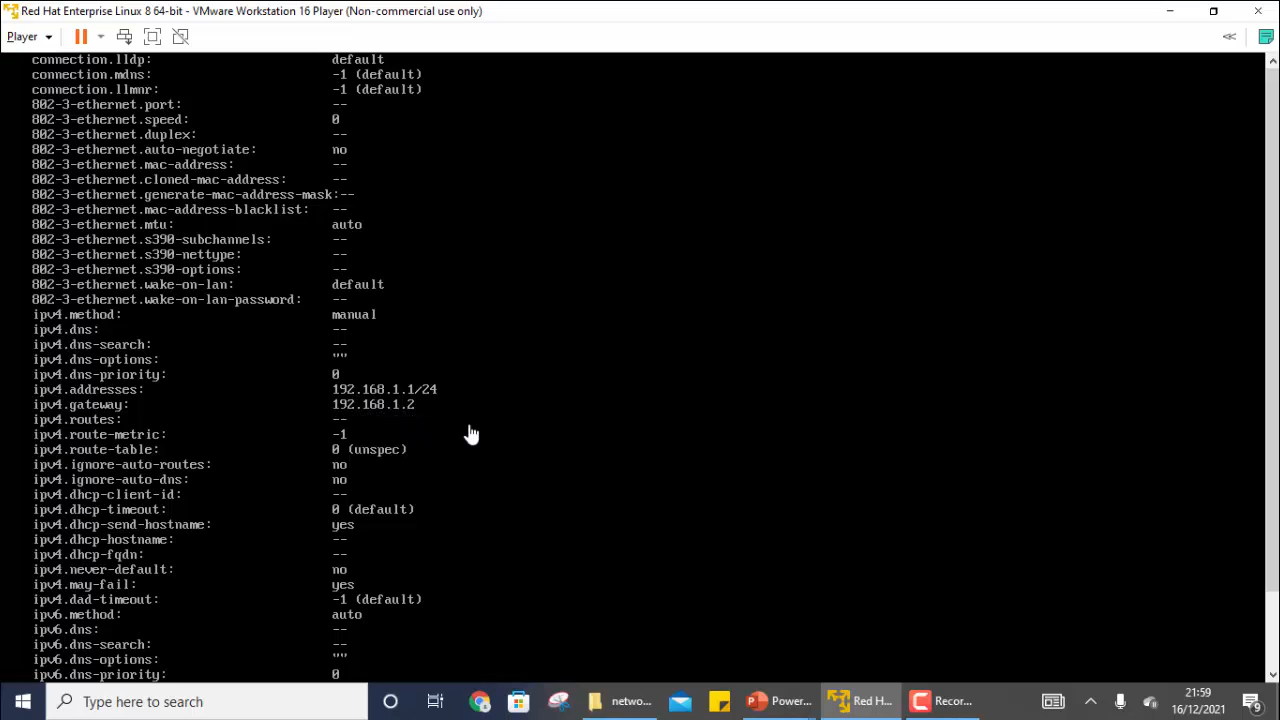 Red Hat Enterprise Linux 8 64-bit - VMware Workstation 16 Player (Non-commercial use only)
Player
connection.lldp: default
connection.mdns: -1 (default)
connection.llmnr: -1 (default)
802-3-ethernet.port: --
802-3-ethernet.speed: 0
802-3-ethernet.duplex: --
802-3-ethernet.auto-negotiate: no
802-3-ethernet.mac-address: --
802-3-ethernet.cloned-mac-address: --
802-3-ethernet.generate-mac-address-mask:--
802-3-ethernet.mac-address-blacklist: --
802-3-ethernet.mtu: auto
802-3-ethernet.s390-subchannels: --
802-3-ethernet.s390-nettype: --
802-3-ethernet.s390-options: --
802-3-ethernet.wake-on-lan: default
802-3-ethernet.wake-on-lan-password: --
ipv4.method: manual
ipv4.dns: --
ipv4.dns-search: --
ipv4.dns-options: ""
ipv4.dns-priority: 0
ipv4.addresses: 192.168.1.1/24
ipv4.gateway: 192.168.1.2
ipv4.routes: --
ipv4.route-metric: -1
ipv4.route-table: 0 (unspec)
ipv4.ignore-auto-routes: no
ipv4.ignore-auto-dns: no
ipv4.dhcp-client-id: --
ipv4.dhcp-timeout: 0 (default)
ipv4.dhcp-send-hostname: yes
ipv4.dhcp-hostname: --
ipv4.dhcp-fqdn: --
ipv4.never-default: no
ipv4.may-fail: yes
ipv4.dad-timeout: -1 (default)
ipv6.method: auto
ipv6.dns: --
ipv6.dns-search: --
ipv6.dns-options: ""
ipv6.dns-priority: 0
Type here to search
netwo...
Power...
Red H...
Recor...
21:59
16/12/2021
9